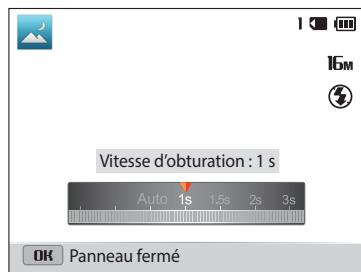 1
16M
Vitesse d'obturation : 1 s
Auto 1s 1.5s 2s 3s
OK Panneau fermé